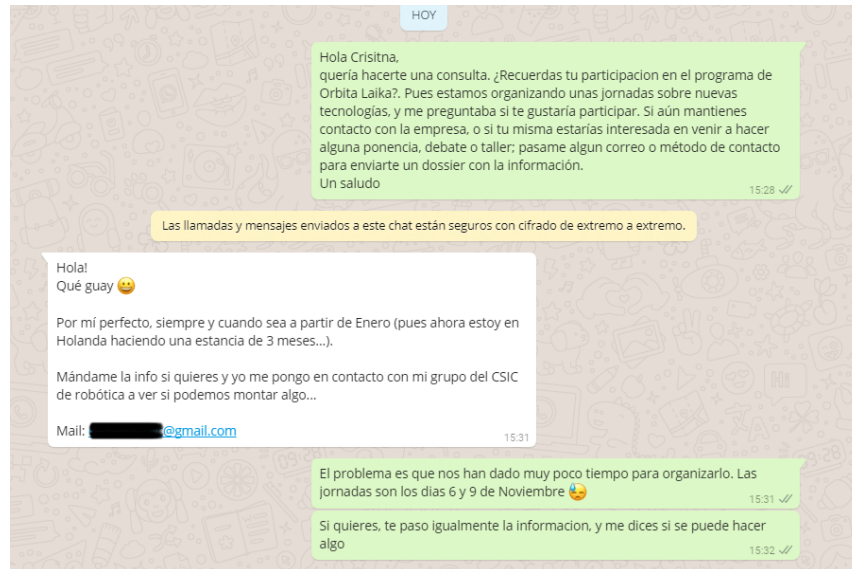 HOY
Hola Crisitna,
quería hacerte una consulta. ¿Recuerdas tu participacion en el programa de
Orbita Laika?. Pues estamos organizando unas jornadas sobre nuevas
tecnologías, y me preguntaba si te gustaría participar. Si aún mantienes
contacto con la empresa, o si tu misma estarías interesada en venir a hacer
alguna ponencia, debate o taller; pasame algun correo o método de contacto
para enviarte un dossier con la información.
Un saludo
15:28
Las llamadas y mensajes enviados a este chat están seguros con cifrado de extremo a extremo.
Hola!
Qué guay 😀
Por mí perfecto, siempre y cuando sea a partir de Enero (pues ahora estoy en
Holanda haciendo una estancia de 3 meses...).
Mándame la info si quieres y yo me pongo en contacto con mi grupo del CSIC
de robótica a ver si podemos montar algo...
Mail: @gmail.com
15:31
El problema es que nos han dado muy poco tiempo para organizarlo. Las
jornadas son los dias 6 y 9 de Noviembre 😓
15:31
Si quieres, te paso igualmente la informacion, y me dices si se puede hacer
algo
15:32